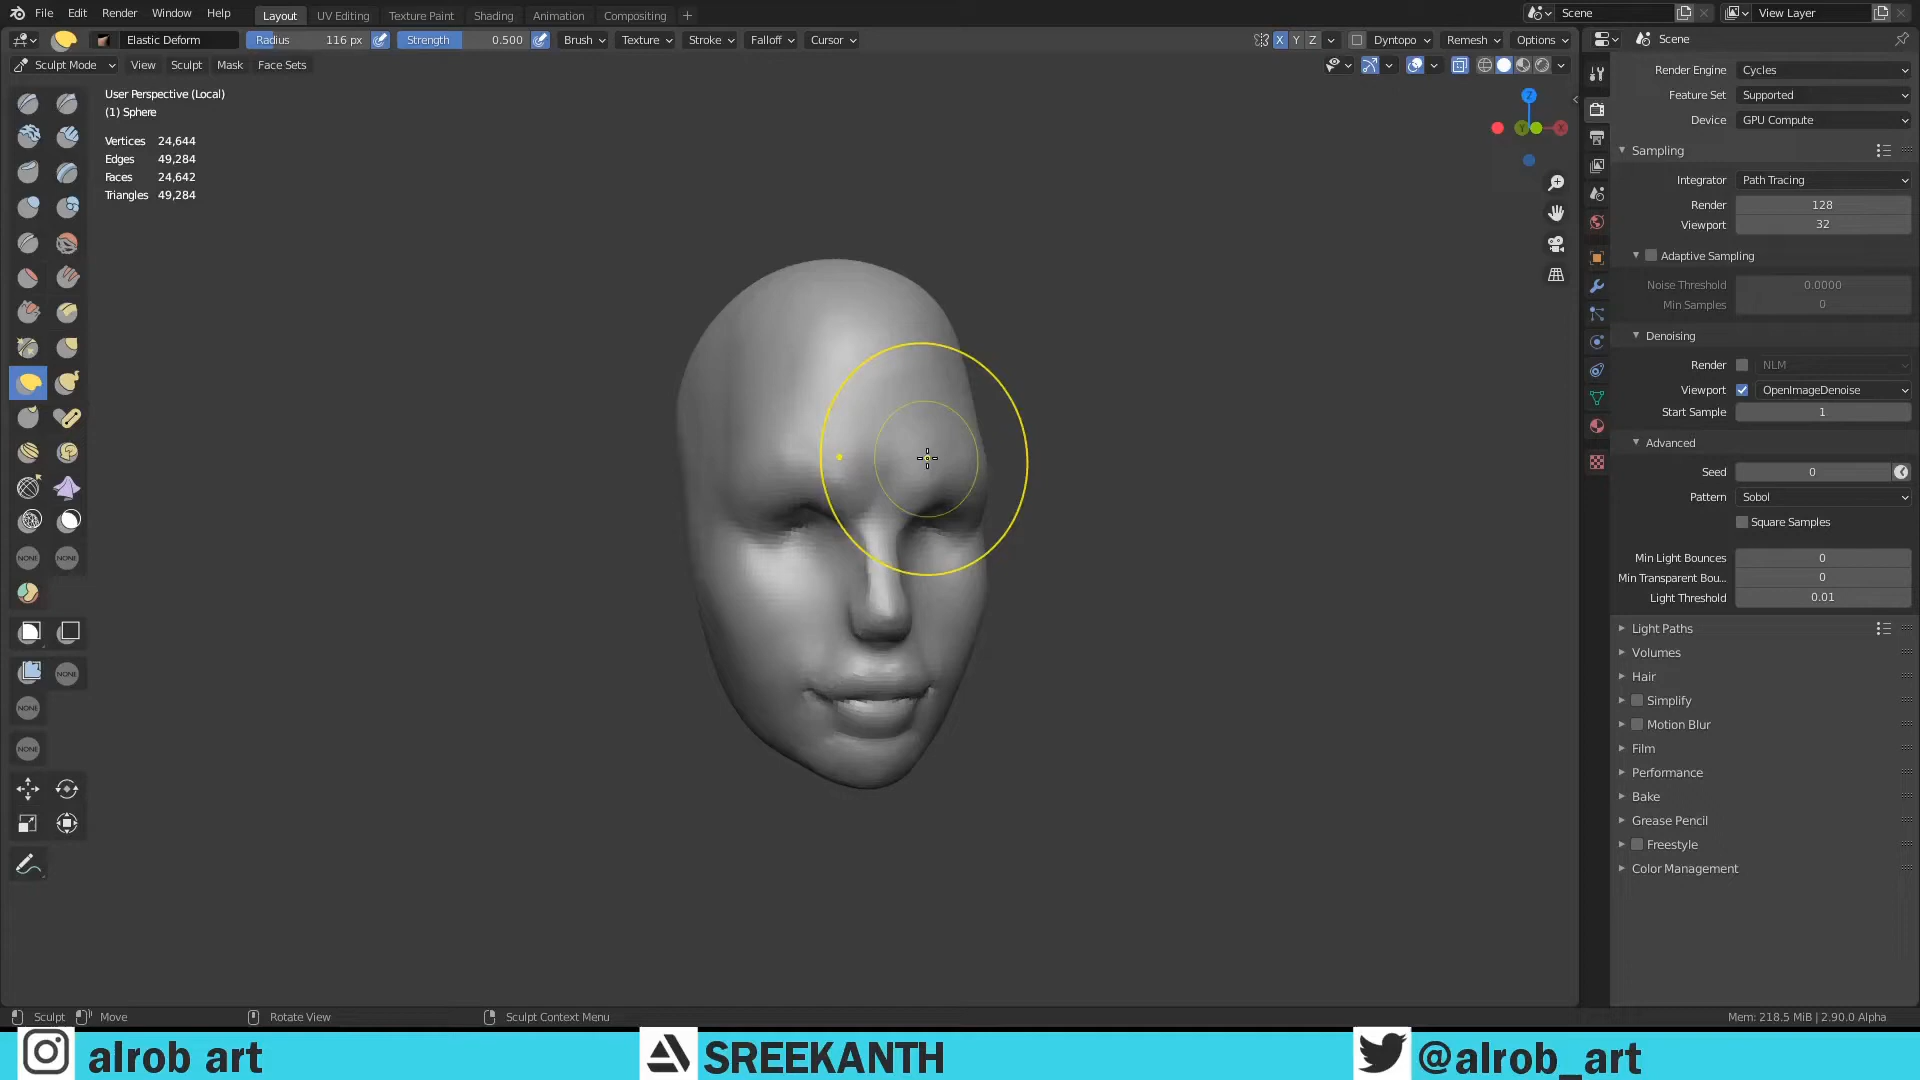 File Edit Render Window Help Layout UV Editing Texture Paint Shading Animation Compositing + Scene View Layer
Elastic Deform Radius 116 px Strength 0.500 Brush Texture Stroke Falloff Cursor X Y Z Dyntopo Remesh Options Scene
Sculpt Mode View Sculpt Mask Face Sets
User Perspective (Local)
(1) Sphere
Vertices 24,644
Edges 49,284
Faces 24,642
Triangles 49,284
Z
Y
X
NONE NONE
NONE
NONE
NONE
Render Engine Cycles
Feature Set Supported
Device GPU Compute
Sampling
Integrator Path Tracing
Render 128
Viewport 32
Adaptive Sampling
Noise Threshold 0.0000
Min Samples 0
Denoising
Render NLM
Viewport OpenImageDenoise
Start Sample 1
Advanced
Seed 0
Pattern Sobol
Square Samples
Min Light Bounces 0
Min Transparent Bou... 0
Light Threshold 0.01
Light Paths
Volumes
Hair
Simplify
Motion Blur
Film
Performance
Bake
Grease Pencil
Freestyle
Color Management
Sculpt Move Rotate View Sculpt Context Menu Mem: 218.5 MiB | 2.90.0 Alpha
alrob art SREEKANTH @alrob_art